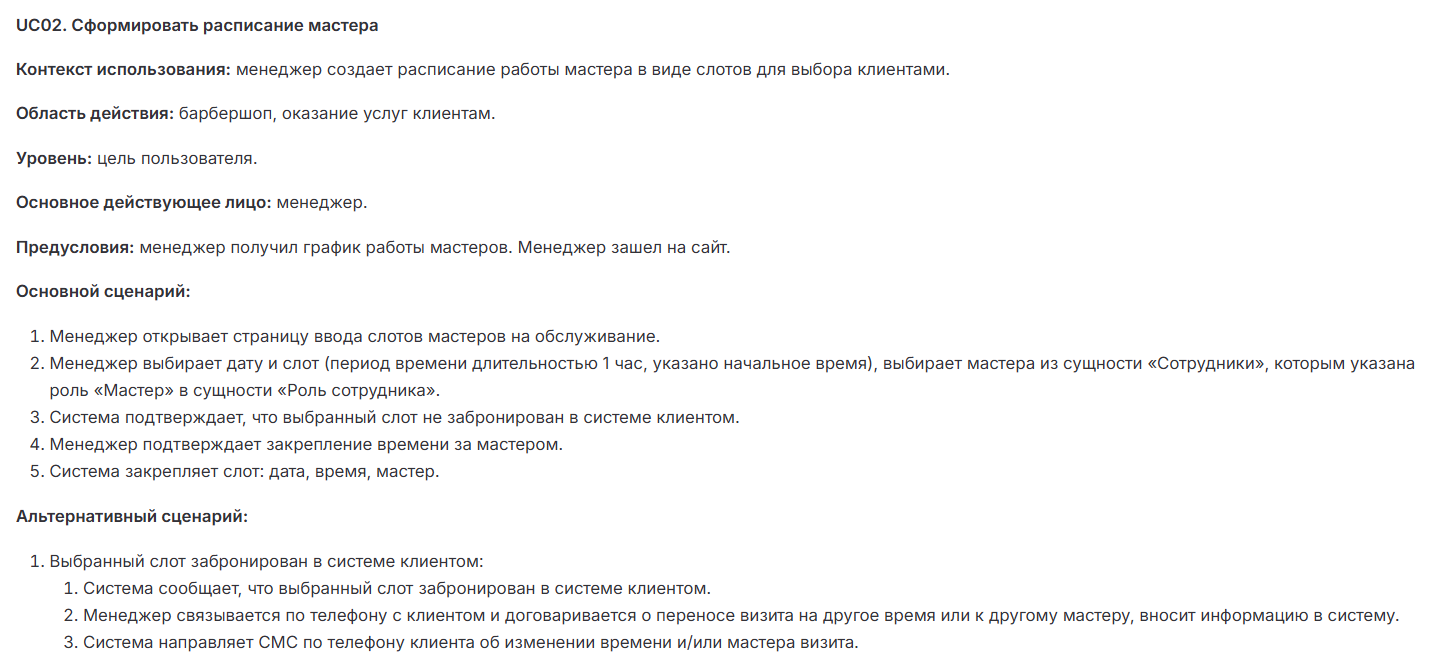 UC02. Сформировать расписание мастера
Контекст использования: менеджер создает расписание работы мастера в виде слотов для выбора клиентами.
Область действия: барбершоп, оказание услуг клиентам.
Уровень: цель пользователя.
Основное действующее лицо: менеджер.
Предусловия: менеджер получил график работы мастеров. Менеджер зашел на сайт.
Основной сценарий:
1. Менеджер открывает страницу ввода слотов мастеров на обслуживание.
2. Менеджер выбирает дату и слот (период времени длительностью 1 час, указано начальное время), выбирает мастера из сущности «Сотрудники», которым указана
роль «Мастер» в сущности «Роль сотрудника».
3. Система подтверждает, что выбранный слот не забронирован в системе клиентом.
4. Менеджер подтверждает закрепление времени за мастером.
5. Система закрепляет слот: дата, время, мастер.
Альтернативный сценарий:
1. Выбранный слот забронирован в системе клиентом:
1. Система сообщает, что выбранный слот забронирован в системе клиентом.
2. Менеджер связывается по телефону с клиентом и договаривается о переносе визита на другое время или к другому мастеру, вносит информацию в систему.
3. Система направляет СМС по телефону клиента об изменении времени и/или мастера визита.